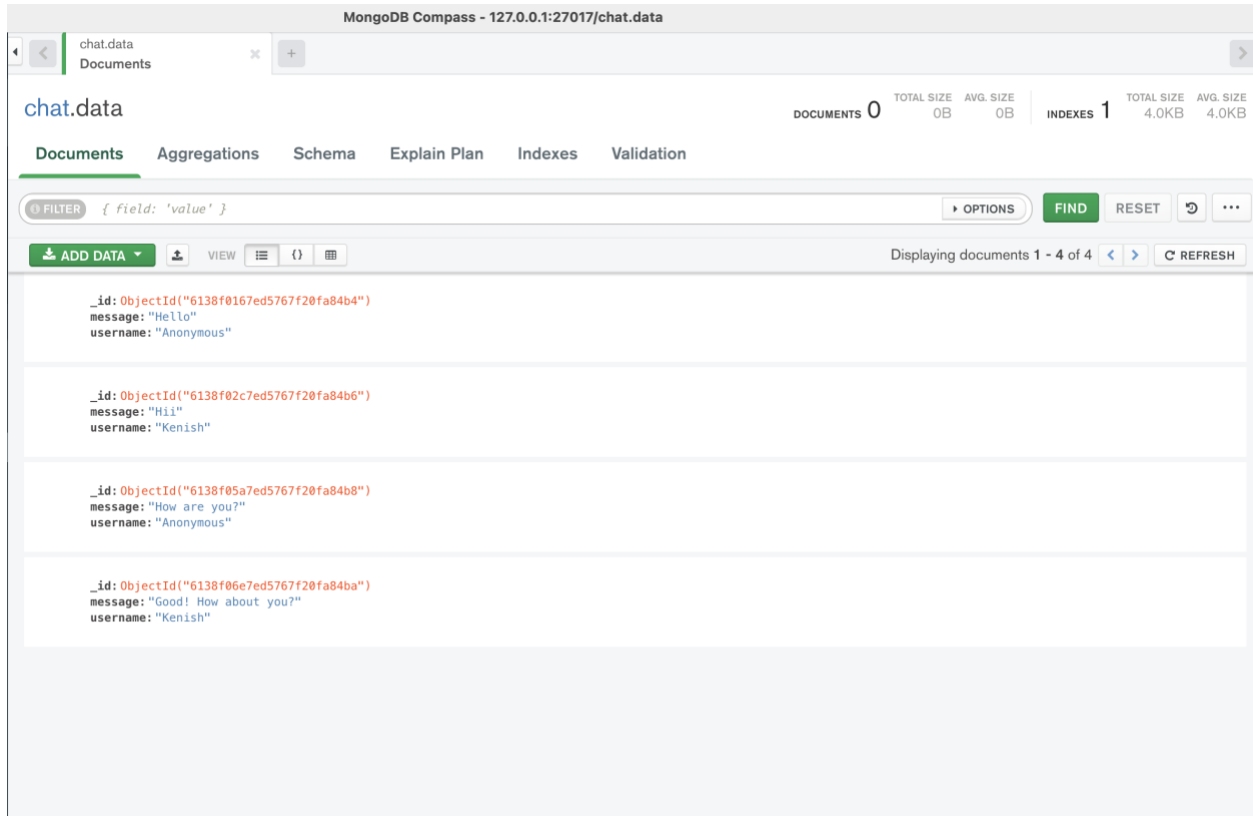 MongoDB Compass - 127.0.0.1:27017/chat.data
chat.data
Documents
chat.data
DOCUMENTS 0 TOTAL SIZE 0B AVG. SIZE 0B INDEXES 1 TOTAL SIZE 4.0KB AVG. SIZE 4.0KB
Documents Aggregations Schema Explain Plan Indexes Validation
FILTER { field: 'value' } OPTIONS FIND RESET
ADD DATA VIEW {} Displaying documents 1 - 4 of 4 REFRESH
_id: ObjectId("6138f0167ed5767f20fa84b4")
message: "Hello"
username: "Anonymous"
_id: ObjectId("6138f02c7ed5767f20fa84b6")
message: "Hii"
username: "Kenish"
_id: ObjectId("6138f05a7ed5767f20fa84b8")
message: "How are you?"
username: "Anonymous"
_id: ObjectId("6138f06e7ed5767f20fa84ba")
message: "Good! How about you?"
username: "Kenish"